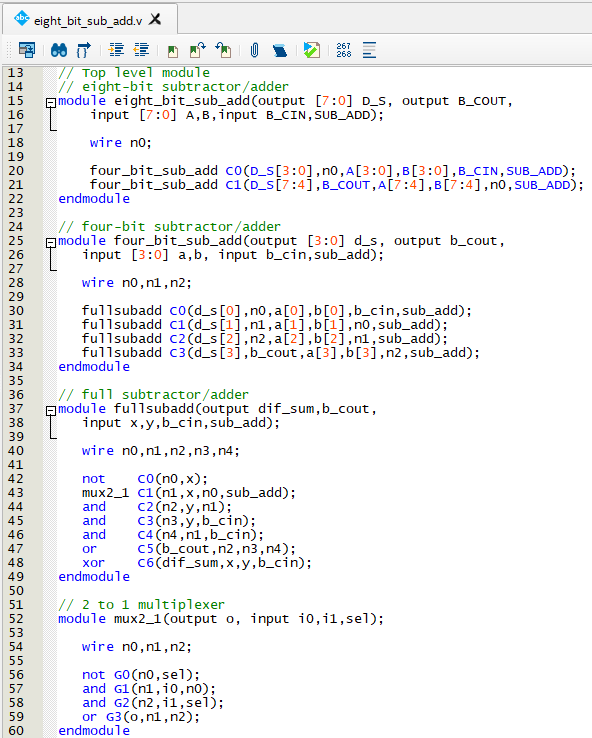 abc eight_bit_sub_add.v X
267
268
13 // Top level module
14 // eight-bit subtractor/adder
15 module eight_bit_sub_add(output [7:0] D_S, output B_COUT,
16 input [7:0] A,B,input B_CIN,SUB_ADD);
17
18 wire n0;
19
20 four_bit_sub_add C0(D_S[3:0],n0,A[3:0],B[3:0],B_CIN,SUB_ADD);
21 four_bit_sub_add C1(D_S[7:4],B_COUT,A[7:4],B[7:4],n0,SUB_ADD);
22 endmodule
23
24 // four-bit subtractor/adder
25 module four_bit_sub_add(output [3:0] d_s, output b_cout,
26 input [3:0] a,b, input b_cin,sub_add);
27
28 wire n0,n1,n2;
29
30 fullsubadd C0(d_s[0],n0,a[0],b[0],b_cin,sub_add);
31 fullsubadd C1(d_s[1],n1,a[1],b[1],n0,sub_add);
32 fullsubadd C2(d_s[2],n2,a[2],b[2],n1,sub_add);
33 fullsubadd C3(d_s[3],b_cout,a[3],b[3],n2,sub_add);
34 endmodule
35
36 // full subtractor/adder
37 module fullsubadd(output dif_sum,b_cout,
38 input x,y,b_cin,sub_add);
39
40 wire n0,n1,n2,n3,n4;
41
42 not C0(n0,x);
43 mux2_1 C1(n1,x,n0,sub_add);
44 and C2(n2,y,n1);
45 and C3(n3,y,b_cin);
46 and C4(n4,n1,b_cin);
47 or C5(b_cout,n2,n3,n4);
48 xor C6(dif_sum,x,y,b_cin);
49 endmodule
50
51 // 2 to 1 multiplexer
52 module mux2_1(output o, input i0,i1,sel);
53
54 wire n0,n1,n2;
55
56 not G0(n0,sel);
57 and G1(n1,i0,n0);
58 and G2(n2,i1,sel);
59 or G3(o,n1,n2);
60 endmodule